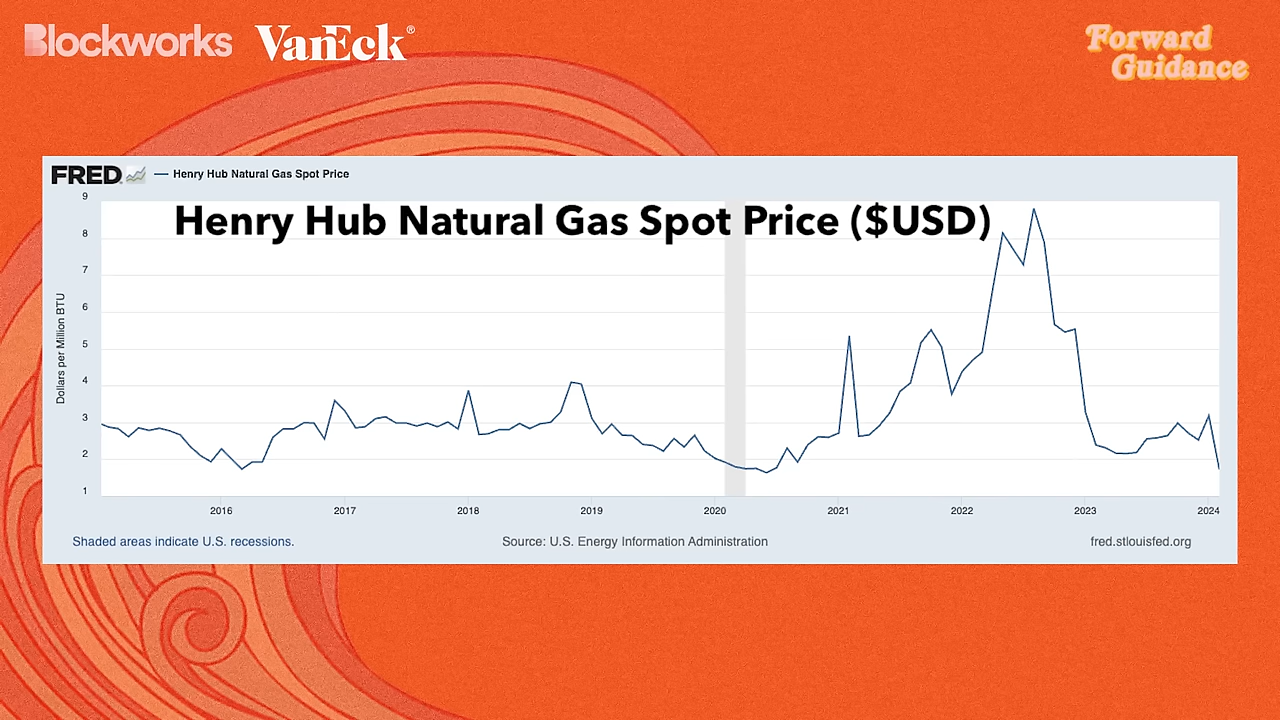 Blockworks VanEck®
Forward
Guidance
FRED Henry Hub Natural Gas Spot Price
Henry Hub Natural Gas Spot Price ($USD)
Dollars per Million BTU
9
8
7
6
5
4
3
2
1
2016 2017 2018 2019 2020 2021 2022 2023 2024
Shaded areas indicate U.S. recessions. Source: U.S. Energy Information Administration fred.stlouisfed.org